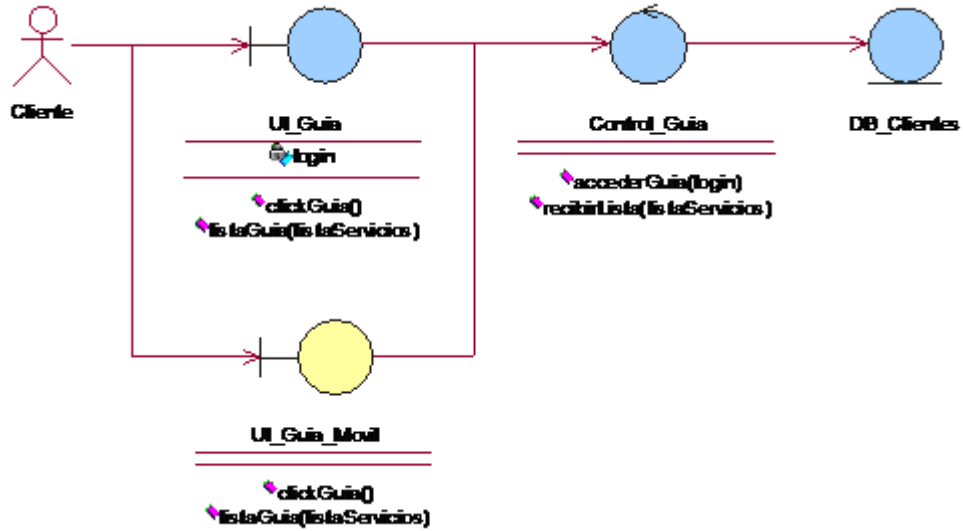 Cliente
UI_Guia
login
clickGuia()
listaGuia(listaServicios)
Control_Guia
accederGuia(login)
recibirLista(listaServicios)
DB_Clientes
UI_Guia_Movil
clickGuia()
listaGuia(listaServicios)